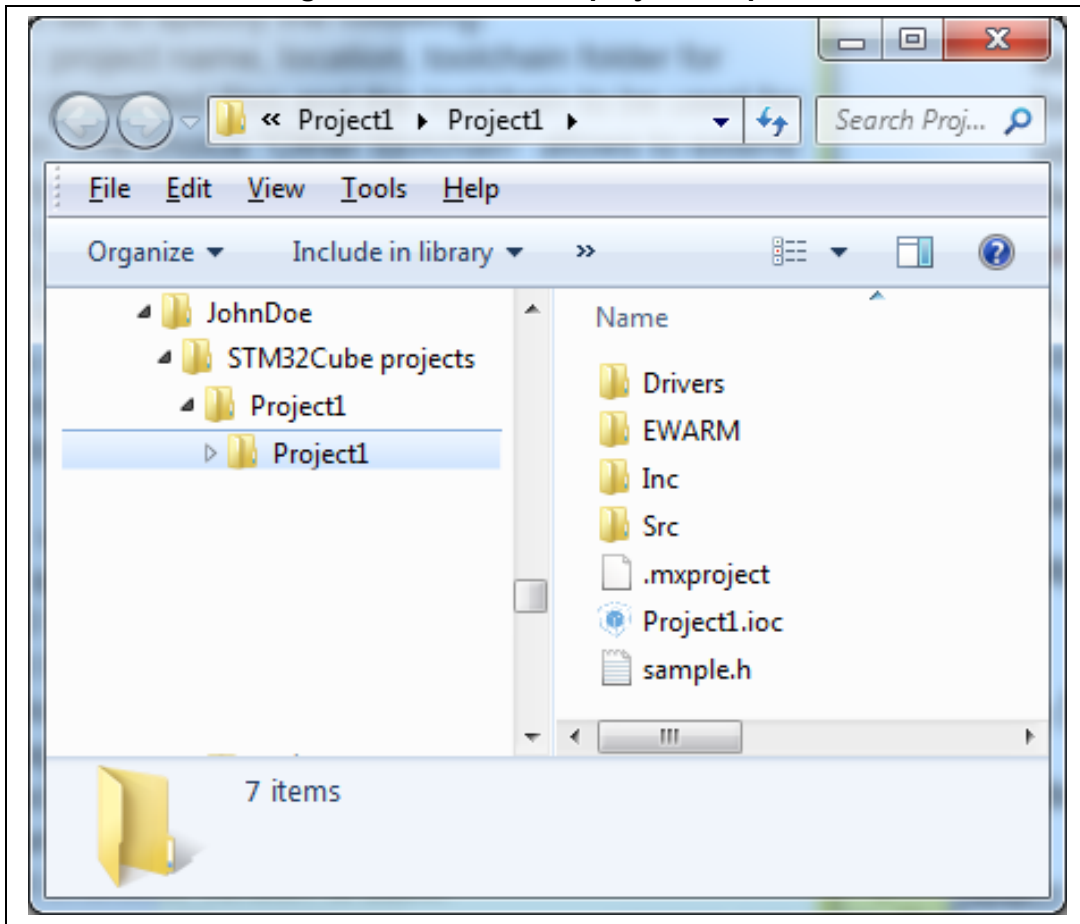 « Project1 ▸ Project1 ▸ Search Proj...
File Edit View Tools Help
Organize Include in library »
JohnDoe
STM32Cube projects
Project1
Project1
Name
Drivers
EWARM
Inc
Src
.mxproject
Project1.ioc
sample.h
7 items